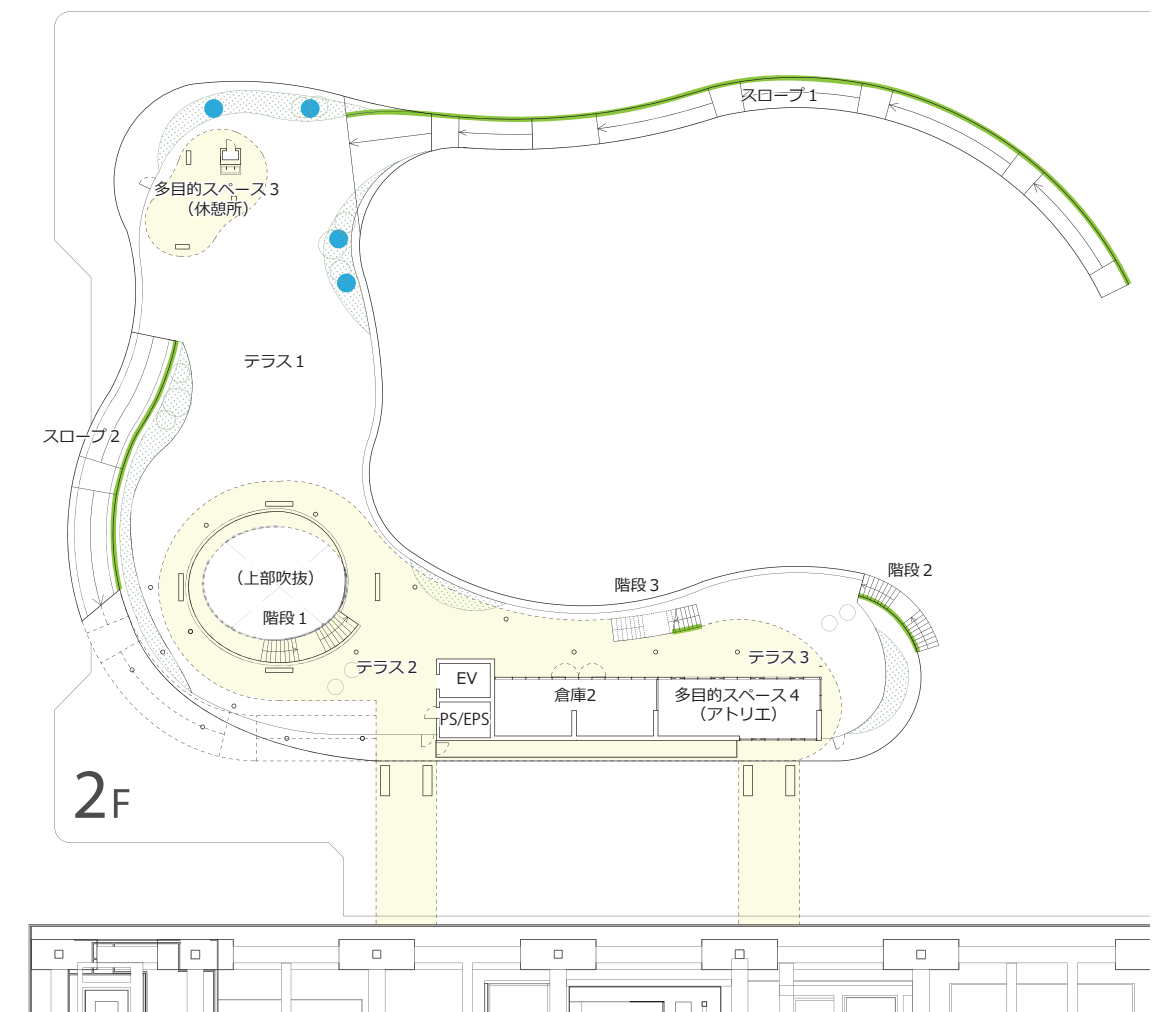 スロープ1
多目的スペース3
（休憩所）
テラス1
スロープ2
（上部吹抜）
階段1
階段3
階段2
テラス2
テラス3
EV
倉庫2
多目的スペース4
（アトリエ）
PS/EPS
2F